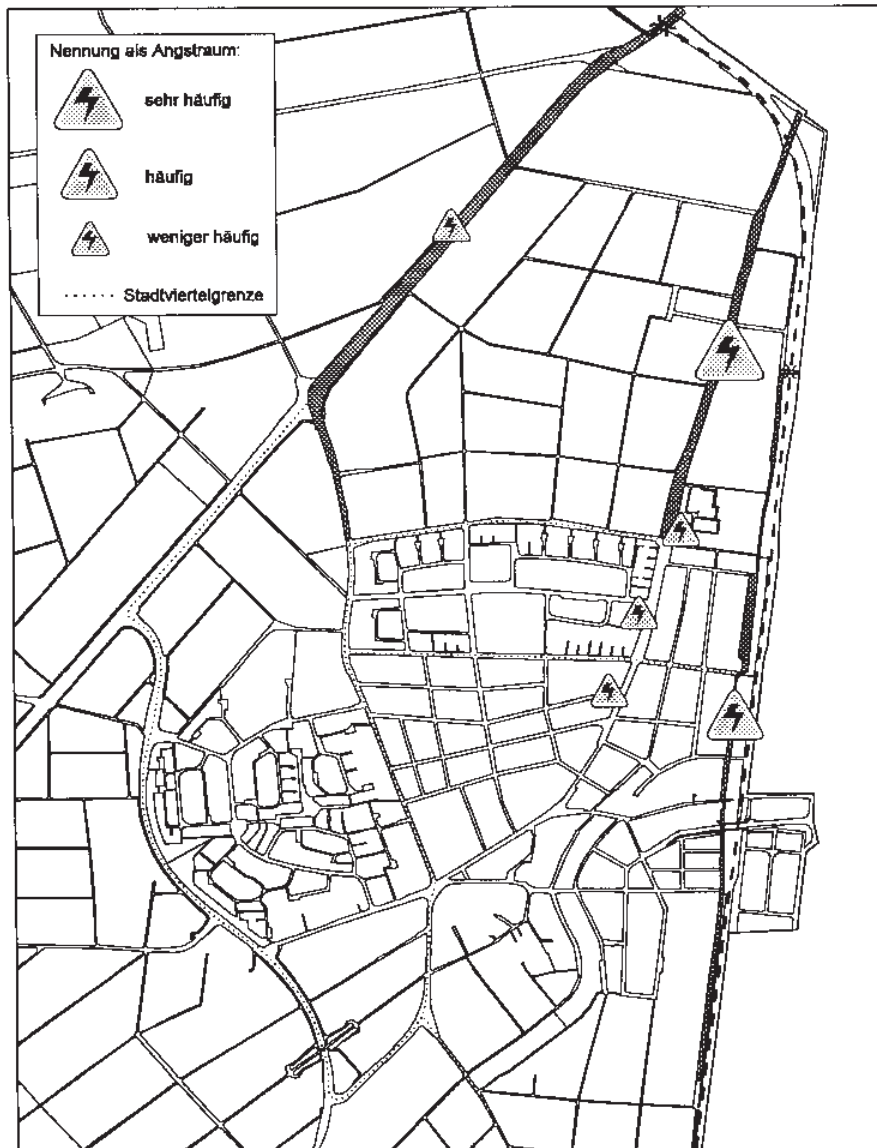 Nennung als Angstraum:
sehr häufig
häufig
weniger häufig
Stadtviertelgrenze